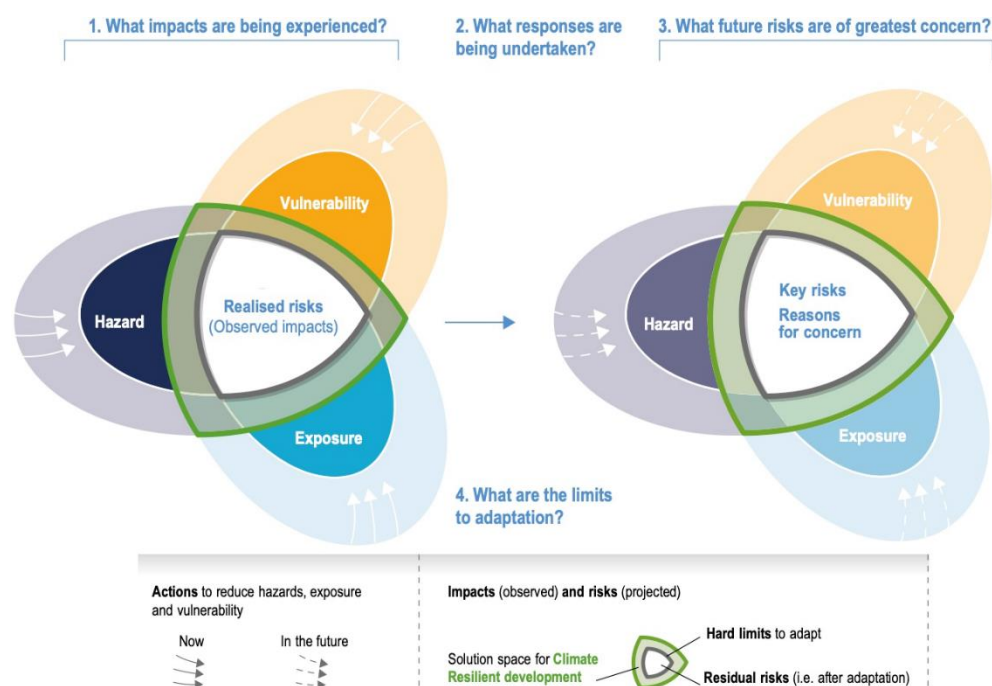 1. What impacts are being experienced?
2. What responses are
being undertaken?
3. What future risks are of greatest concern?
Vulnerability
Hazard
Realised risks
(Observed impacts)
Exposure
Vulnerability
Hazard
Key risks
Reasons
for concern
Exposure
4. What are the limits
to adaptation?
Actions to reduce hazards, exposure
and vulnerability
Now
In the future
Impacts (observed) and risks (projected)
Solution space for Climate
Resilient development
Hard limits to adapt
Residual risks (i.e. after adaptation)